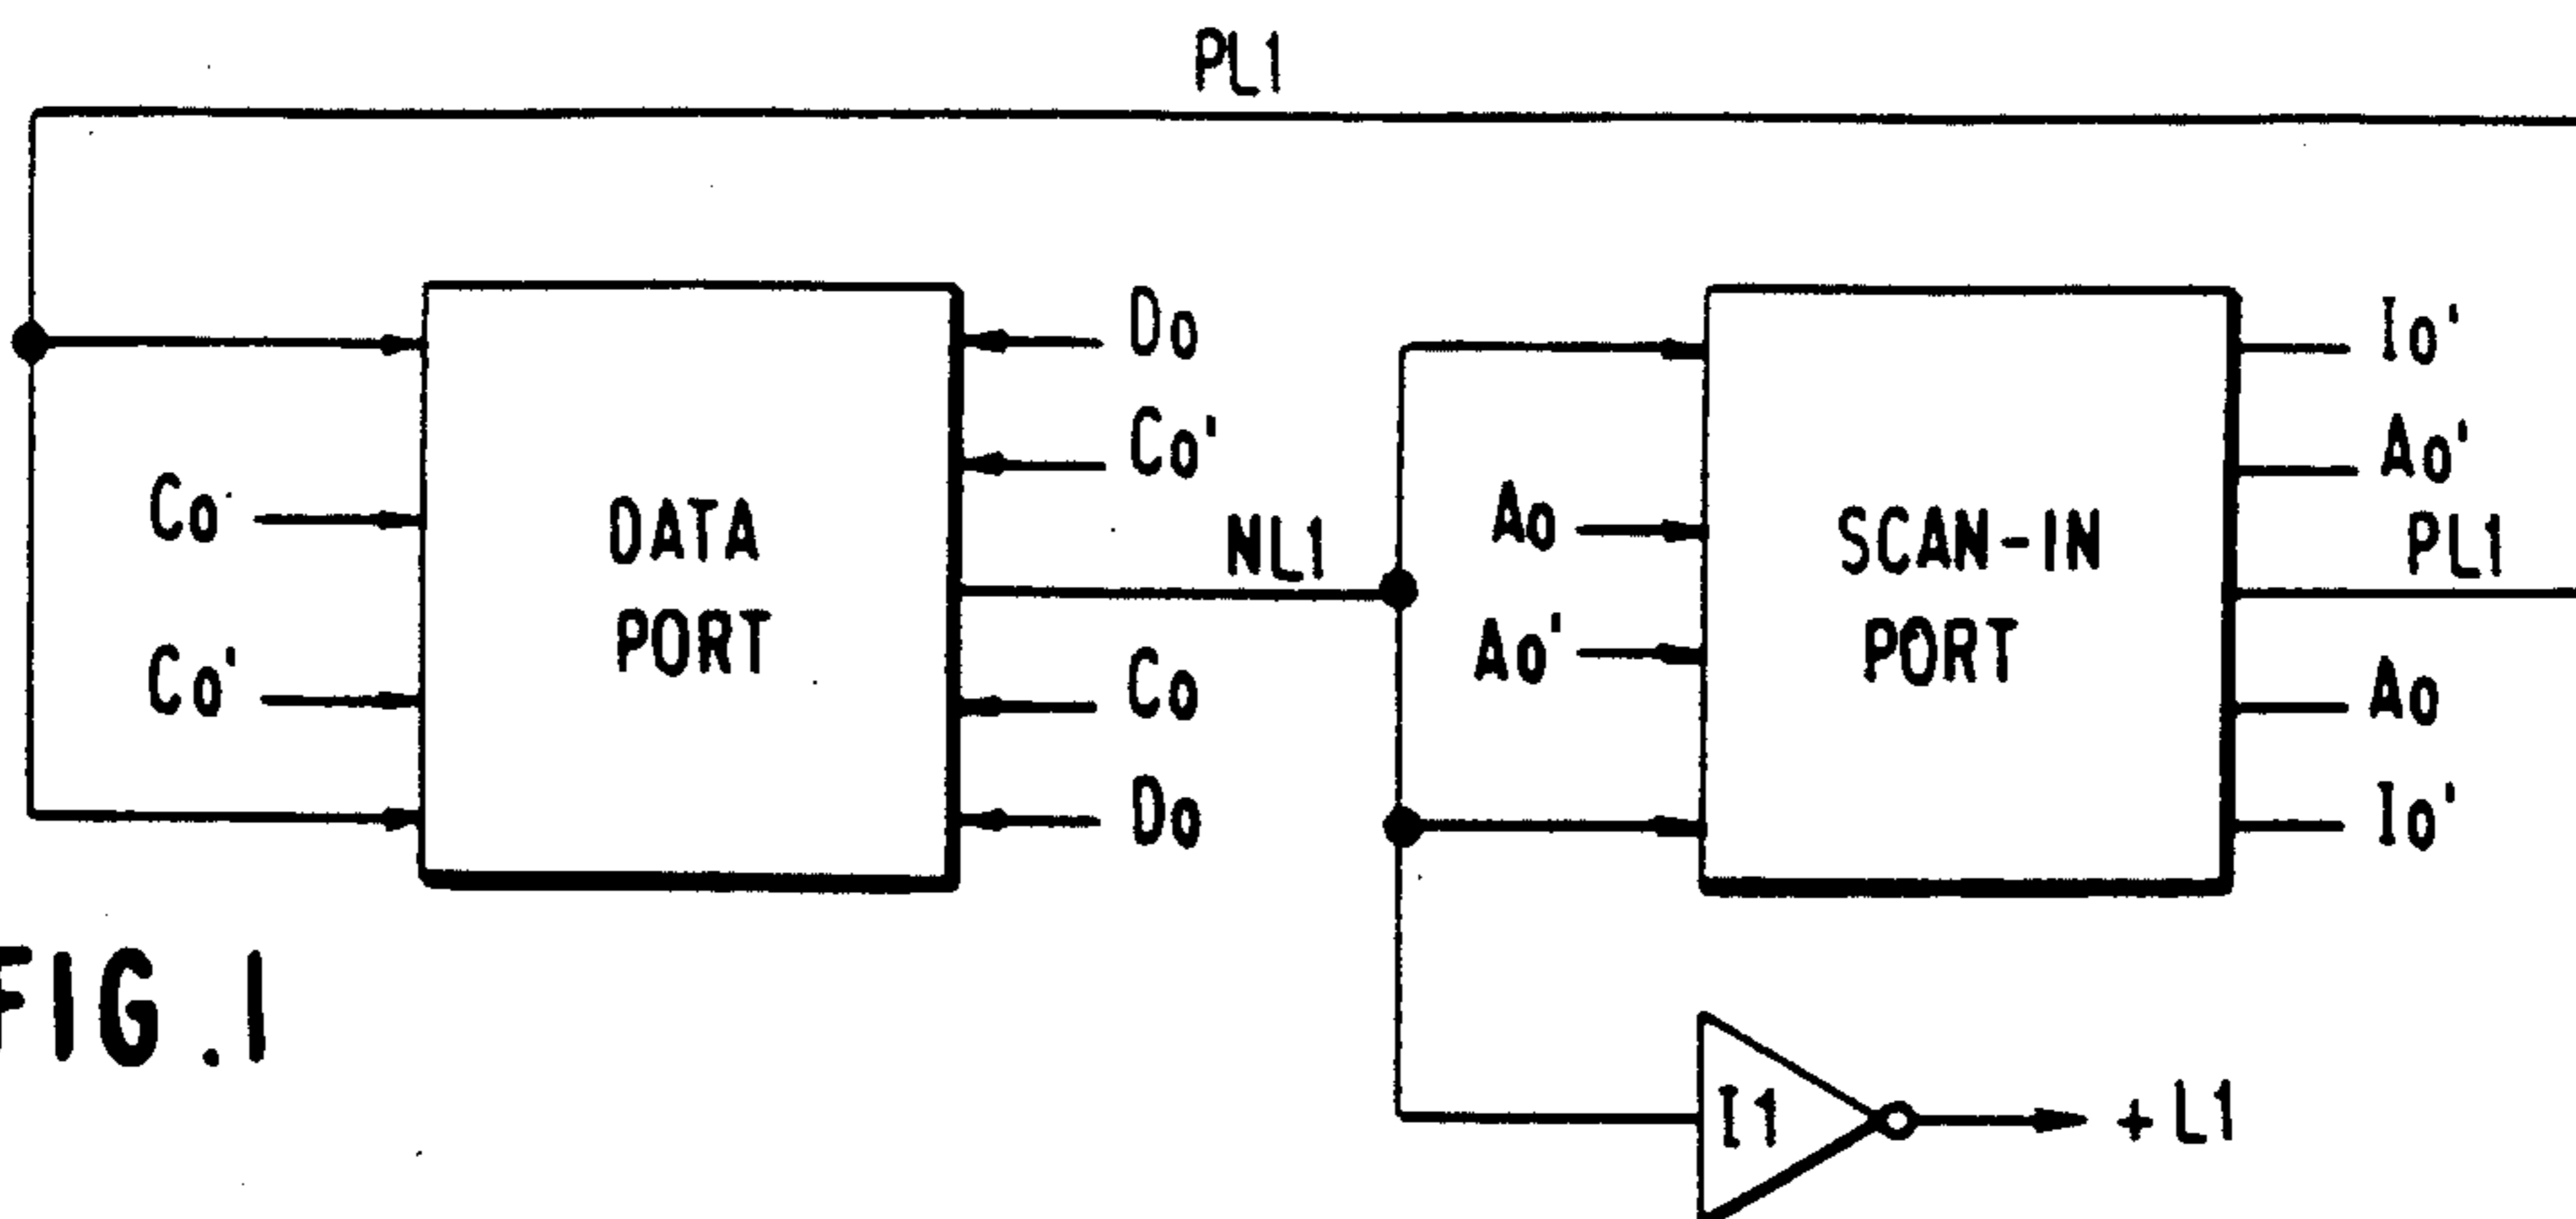 PL1
Do
Co'
Co
DATA
PORT
Co'
NL1
Co
Do
Ao
Ao'
SCAN-IN
PORT
Io'
Ao'
PL1
Ao
Io'
FIG.1
I1
+L1